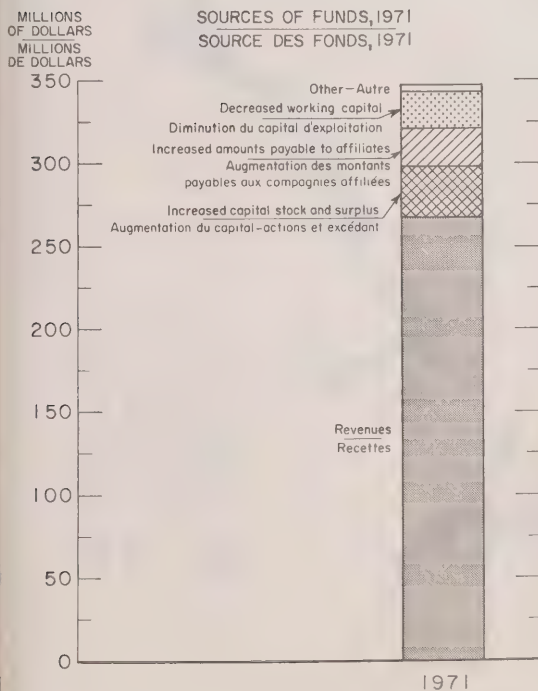 MILLIONS
OF DOLLARS
MILLIONS
DE DOLLARS
SOURCES OF FUNDS, 1971
SOURCE DES FONDS, 1971
350
300
250
200
150
100
50
0
Other-Autre
Decreased working capital
Diminution du capital d'exploitation
Increased amounts payable to affiliates
Augmentation des montants
payables aux compagnies affiliées
Increased capital stock and surplus
Augmentation du capital-actions et excédant
Revenues
Recettes
1971